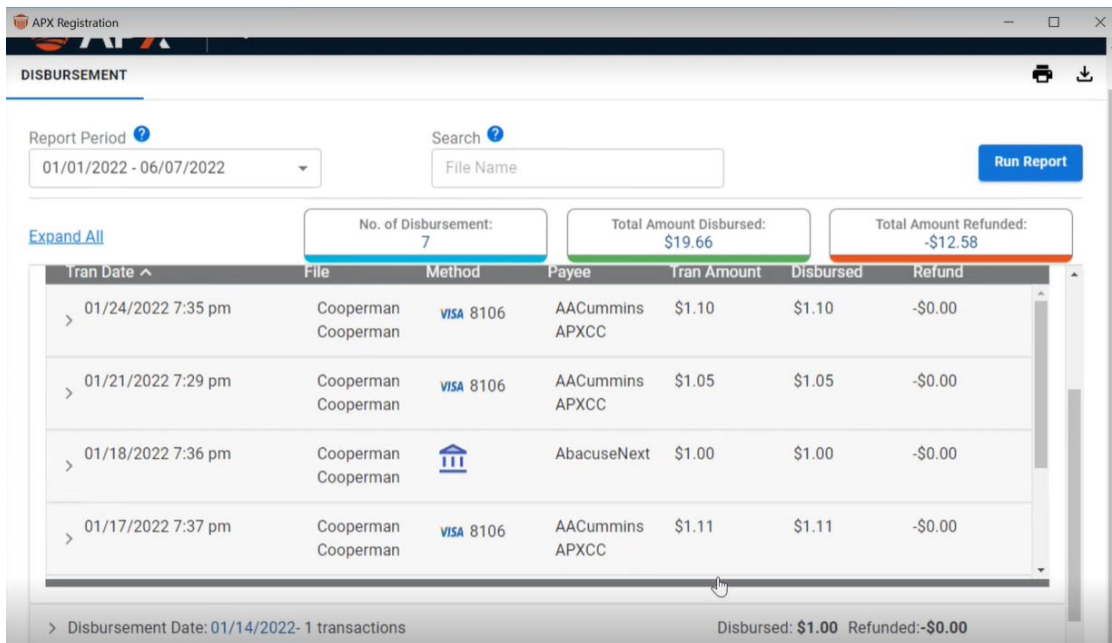 APX Registration
APX
DISBURSEMENT
Report Period ?
Search ?
01/01/2022 - 06/07/2022
File Name
Run Report
Expand All
No. of Disbursement:
7
Total Amount Disbursed:
$19.66
Total Amount Refunded:
-$12.58
Tran Date File Method Payee Tran Amount Disbursed Refund
01/24/2022 7:35 pm Cooperman VISA 8106 AACummins $1.10 $1.10 -$0.00
Cooperman APXCC
01/21/2022 7:29 pm Cooperman VISA 8106 AACummins $1.05 $1.05 -$0.00
Cooperman APXCC
01/18/2022 7:36 pm Cooperman AbacuseNext $1.00 $1.00 -$0.00
Cooperman
01/17/2022 7:37 pm Cooperman VISA 8106 AACummins $1.11 $1.11 -$0.00
Cooperman APXCC
Disbursement Date: 01/14/2022- 1 transactions Disbursed: $1.00 Refunded:-$0.00